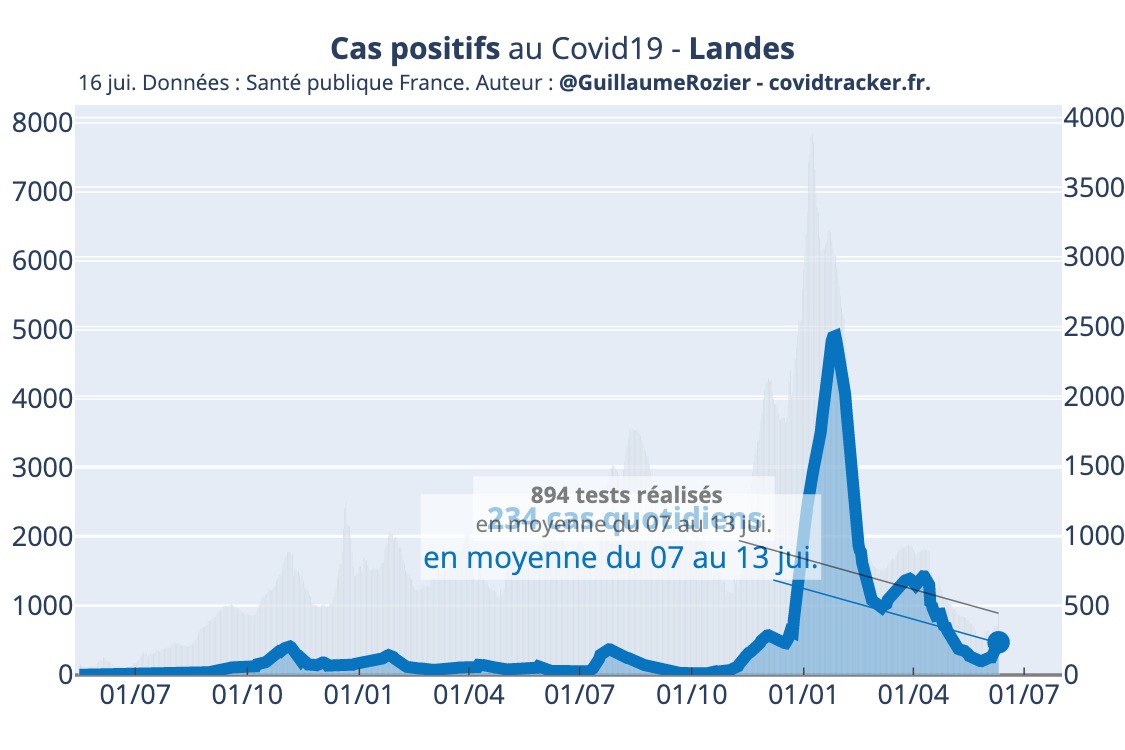 Cas positifs au Covid19 - Landes
16 jui. Données : Santé publique France. Auteur : @GuillaumeRozier - covidtracker.fr.
8000
7000
6000
5000
4000
3000
2000
1000
0
4000
3500
3000
2500
2000
1500
1000
500
0
894 tests réalisés
en moyenne du 07 au 13 jui.
234 cas quotidiens
en moyenne du 07 au 13 jui.
01/07 01/10 01/01 01/04 01/07 01/10 01/01 01/04 01/07